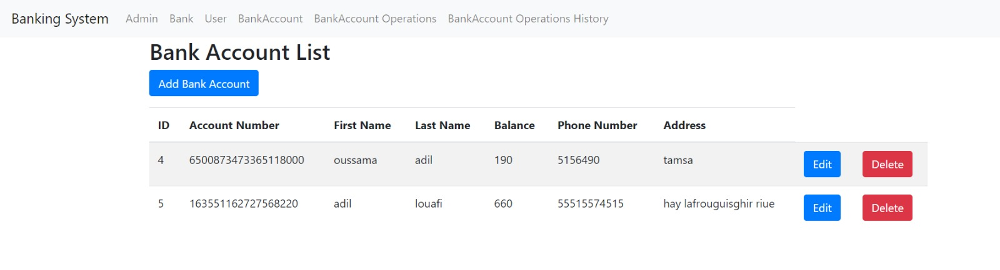 Banking System Admin Bank User BankAccount BankAccount Operations BankAccount Operations History
Bank Account List
Add Bank Account
ID Account Number First Name Last Name Balance Phone Number Address
4 6500873473365118000 oussama adil 190 5156490 tamsa Edit Delete
5 163551162727568220 adil louafi 660 55515574515 hay lafrouguisghir riue Edit Delete